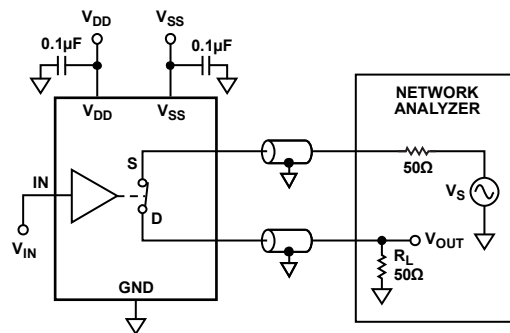 VDD VSS
0.1µF 0.1µF
VDD VSS
NETWORK
ANALYZER
S
50Ω
IN
VS
D
VOUT
VIN
RL
50Ω
GND